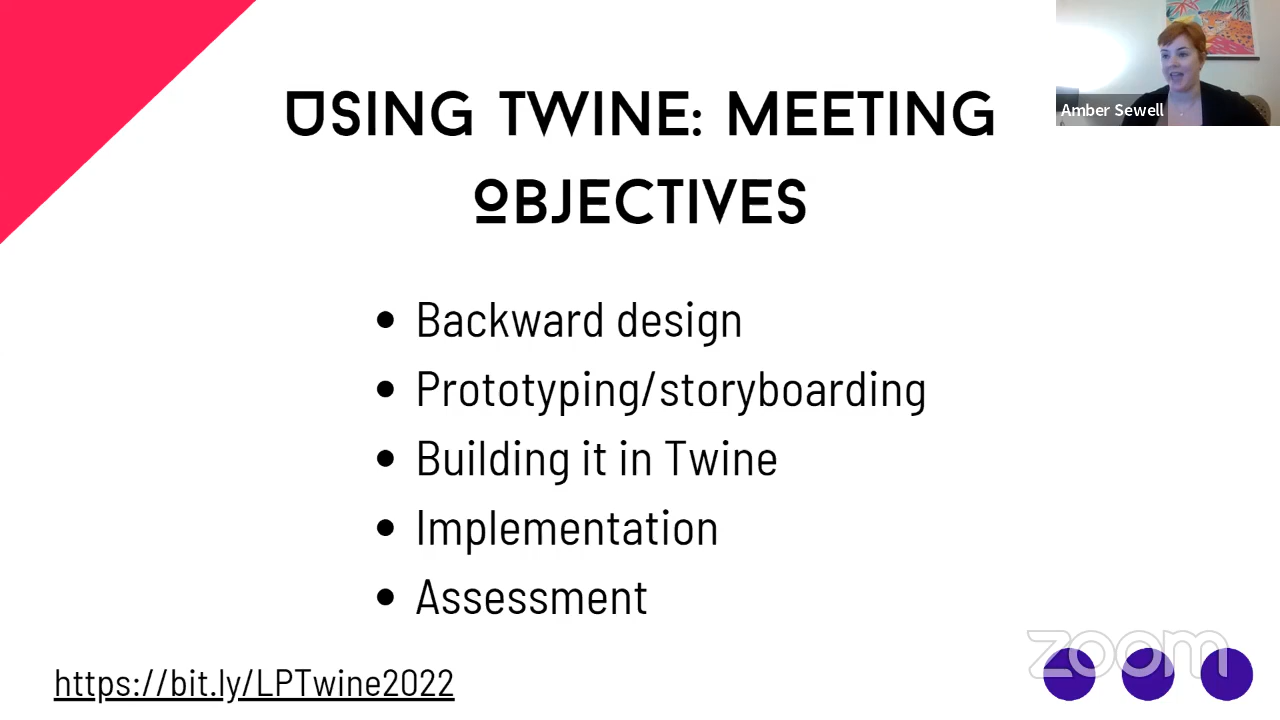 USING TWINE: MEETING
OBJECTIVES
Amber Sewell
• Backward design
• Prototyping/storyboarding
• Building it in Twine
• Implementation
• Assessment
https://bit.ly/LPTwine2022
zoom